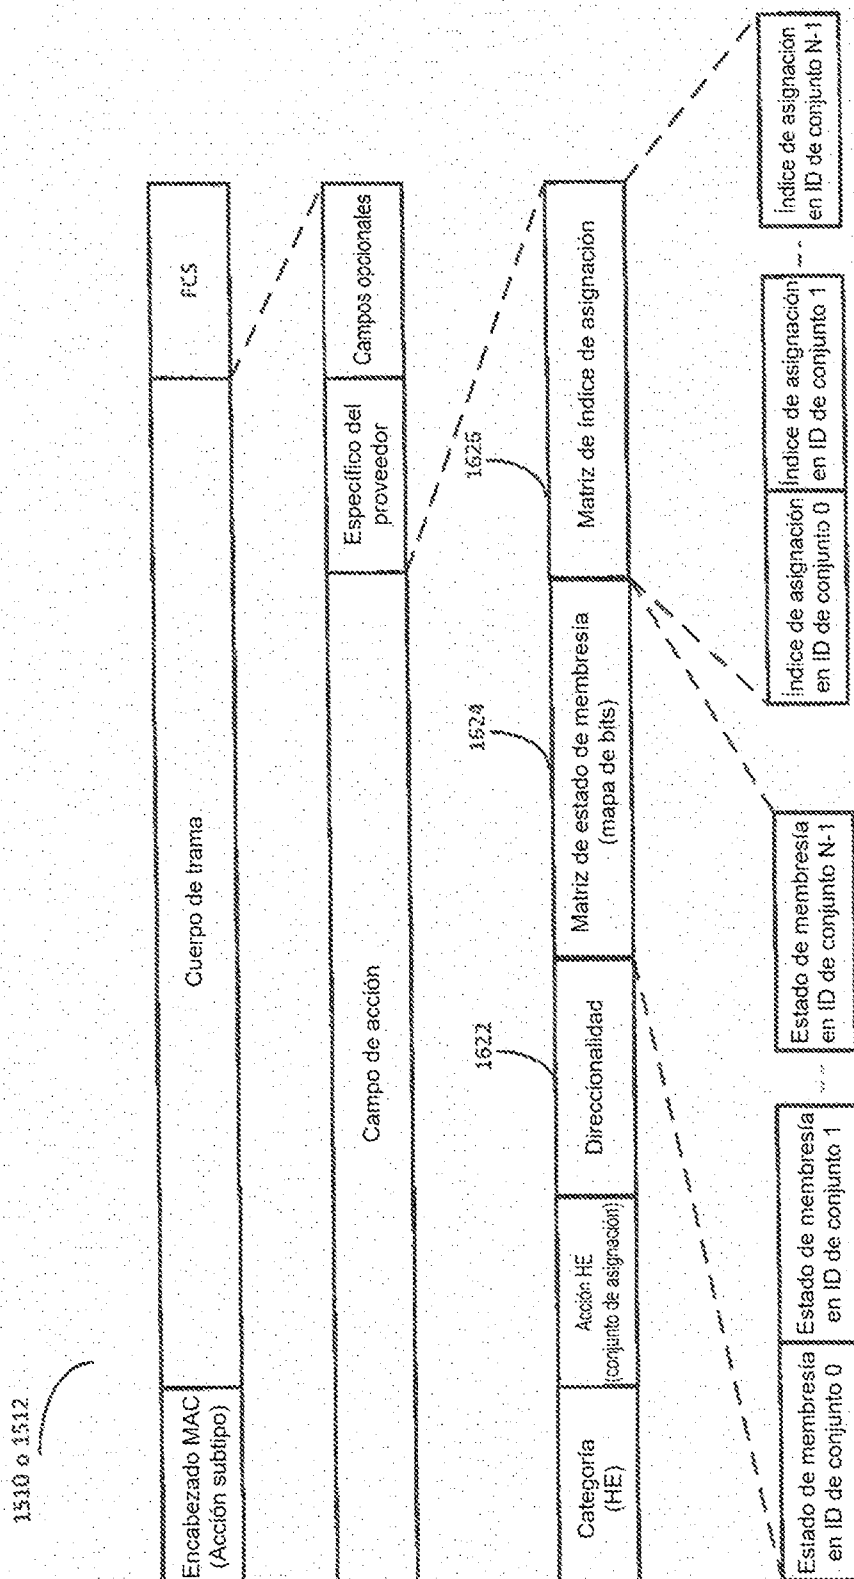 1510 o 1512
Encabezado MAC
(Acción subtipo)
Cuerpo de trama
FCS
Campo de acción
Específico del
proveedor
Campos opcionales
1622
1624
1626
Categoría
(HE)
Acción HE
(conjunto de asignación)
Direccionalidad
Matriz de estado de membresía
(mapa de bits)
Matriz de índice de asignación
Estado de membresía
en ID de conjunto 0
Estado de membresía
en ID de conjunto 1
Estado de membresía
en ID de conjunto N-1
Índice de asignación
en ID de conjunto 0
Índice de asignación
en ID de conjunto 1
Índice de asignación
en ID de conjunto N-1